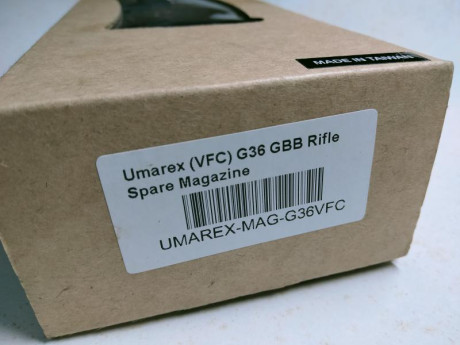 MADE IN TAIWAN
Umarex (VFC) G36 GBB Rifle
Spare Magazine
UMAREX-MAG-G36VFC